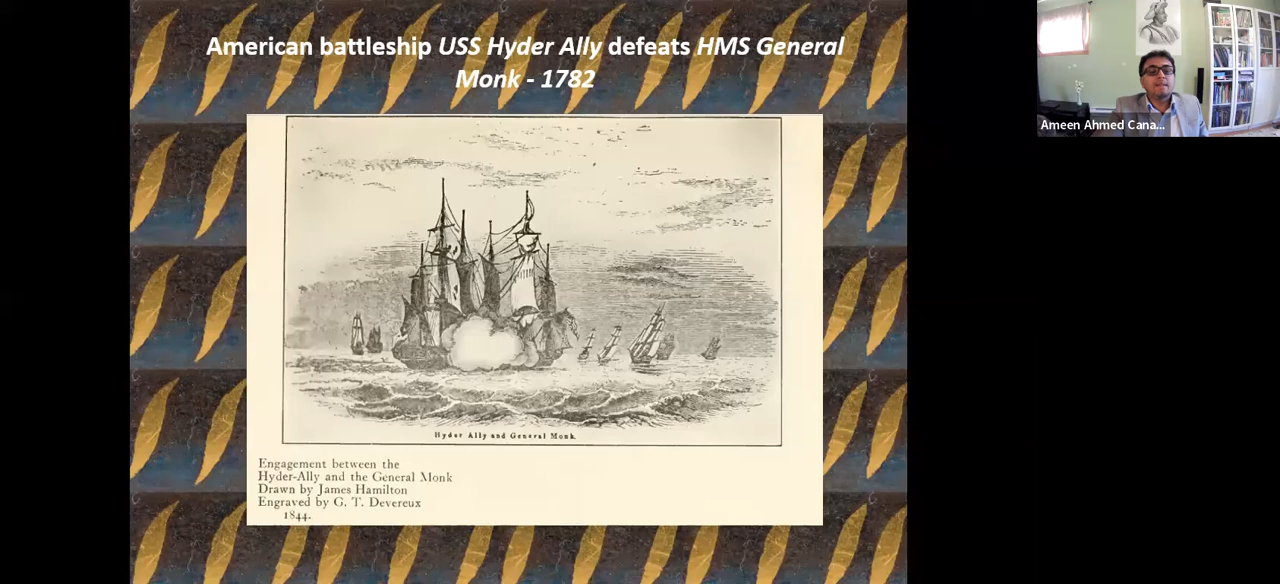 American battleship USS Hyder Ally defeats HMS General
Monk - 1782
Ameen Ahmed Cana...
Hyder Ally and General Monk.
Engagement between the
Hyder-Ally and the General Monk
Drawn by James Hamilton
Engraved by G. T. Devereux
1844.